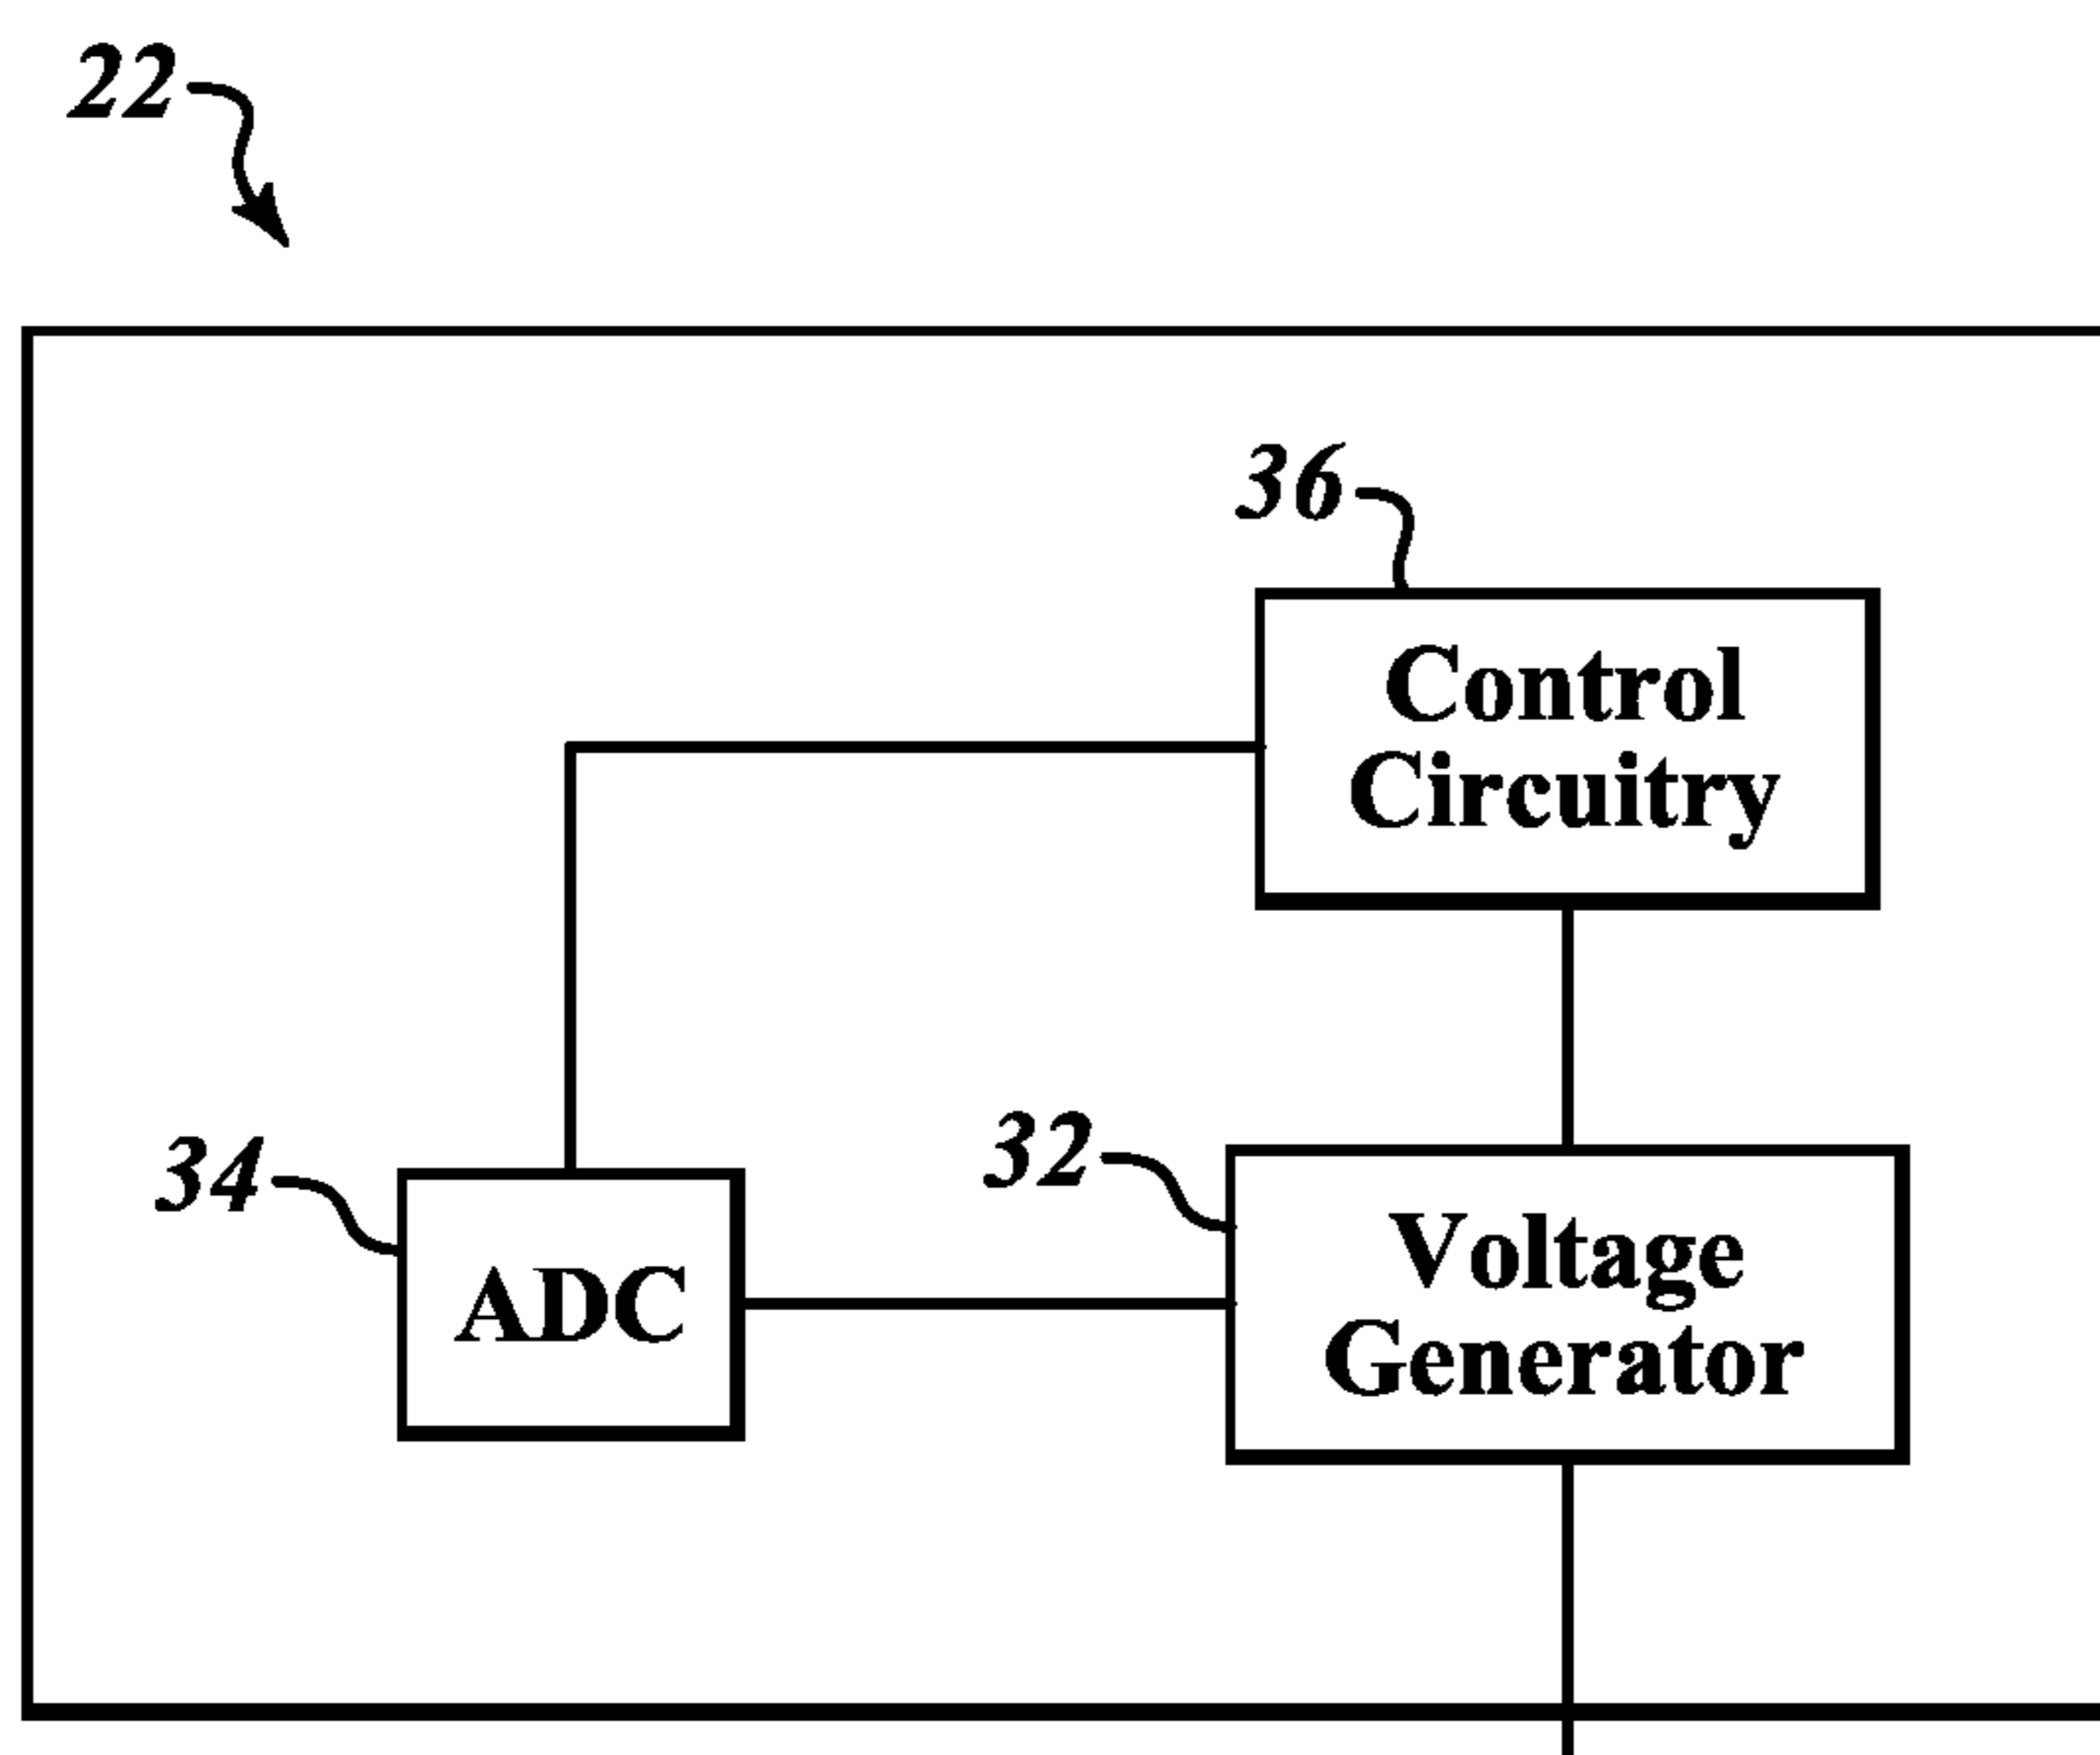 22
36
Control
Circuitry
34
32
ADC
Voltage
Generator